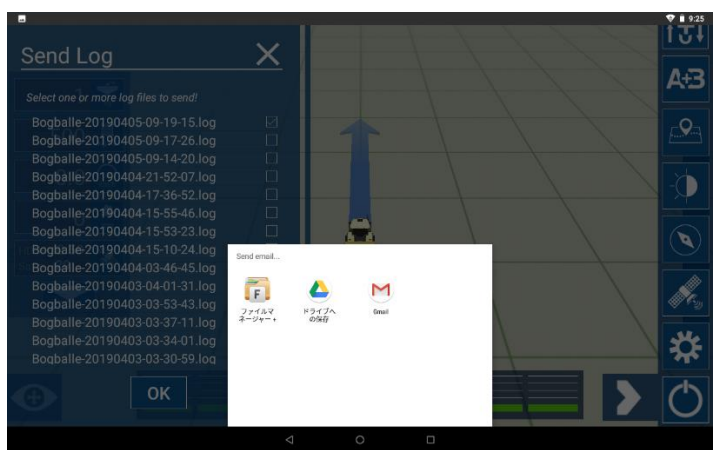 9:25
Send Log
Select one or more log files to send!
Bogballe-20190405-09-19-15.log
Bogballe-20190405-09-17-26.log
Bogballe-20190405-09-14-20.log
Bogballe-20190404-21-52-07.log
Bogballe-20190404-17-36-52.log
Bogballe-20190404-15-55-46.log
Bogballe-20190404-15-53-23.log
Bogballe-20190404-15-10-24.log
Bogballe-20190404-03-46-45.log
Bogballe-20190403-04-01-31.log
Bogballe-20190403-03-53-43.log
Bogballe-20190403-03-37-11.log
Bogballe-20190403-03-34-01.log
Bogballe-20190403-03-30-59.log
OK
Send email...
F
ファイルマ
ネージャー +
ドライブへ
の保存
Gmail
A+B